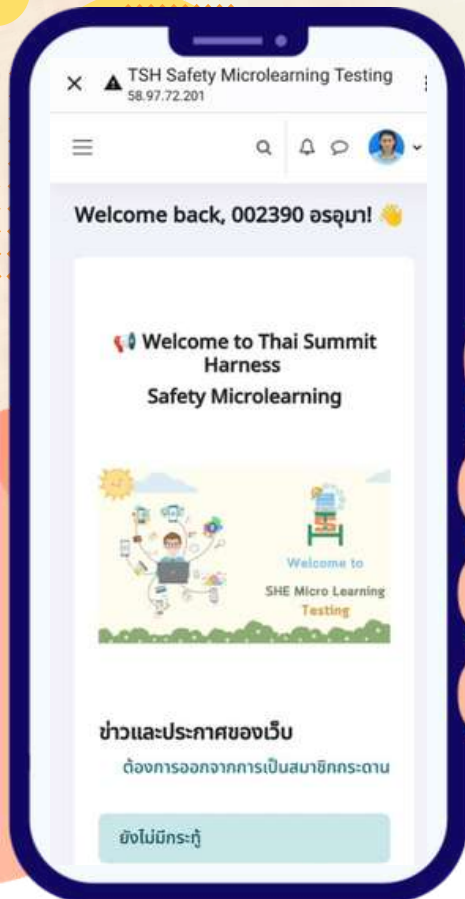 TSH Safety Microlearning Testing
58.97.72.201
Welcome back, 002390 อรอุมา! 👋
📢 Welcome to Thai Summit
Harness
Safety Microlearning
Welcome to
SHE Micro Learning
Testing
ข่าวและประกาศของเว็บ
ต้องการออกจากการเป็นสมาชิกกระดาน
ยังไม่มีกระทู้